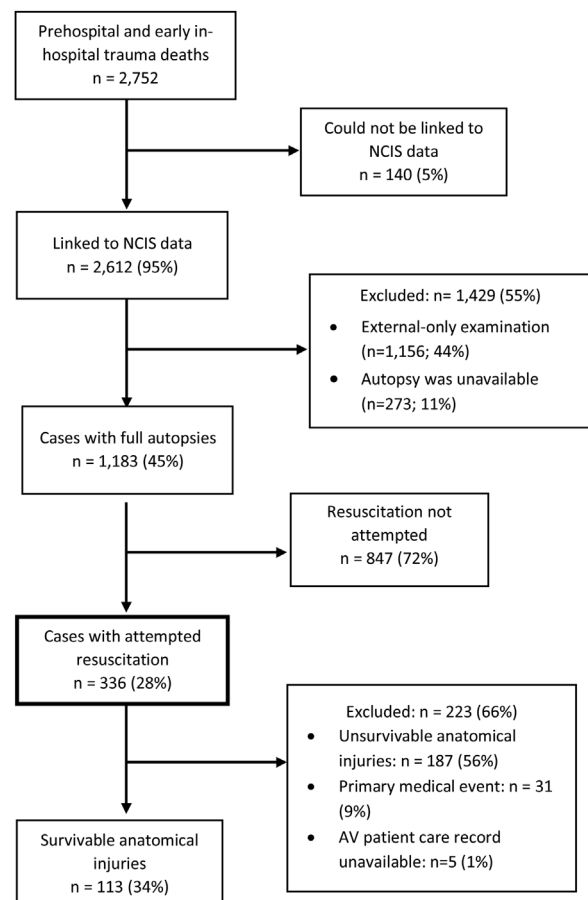 Prehospital and early in-
hospital trauma deaths
n = 2,752
Could not be linked to
NCIS data
n = 140 (5%)
Linked to NCIS data
n = 2,612 (95%)
Excluded: n= 1,429 (55%)
• External-only examination
(n=1,156; 44%)
• Autopsy was unavailable
(n=273; 11%)
Cases with full autopsies
n = 1,183 (45%)
Resuscitation not
attempted
n = 847 (72%)
Cases with attempted
resuscitation
n = 336 (28%)
Excluded: n = 223 (66%)
• Unsurvivable anatomical
injuries: n = 187 (56%)
• Primary medical event: n = 31
(9%)
• AV patient care record
unavailable: n=5 (1%)
Survivable anatomical
injuries
n = 113 (34%)